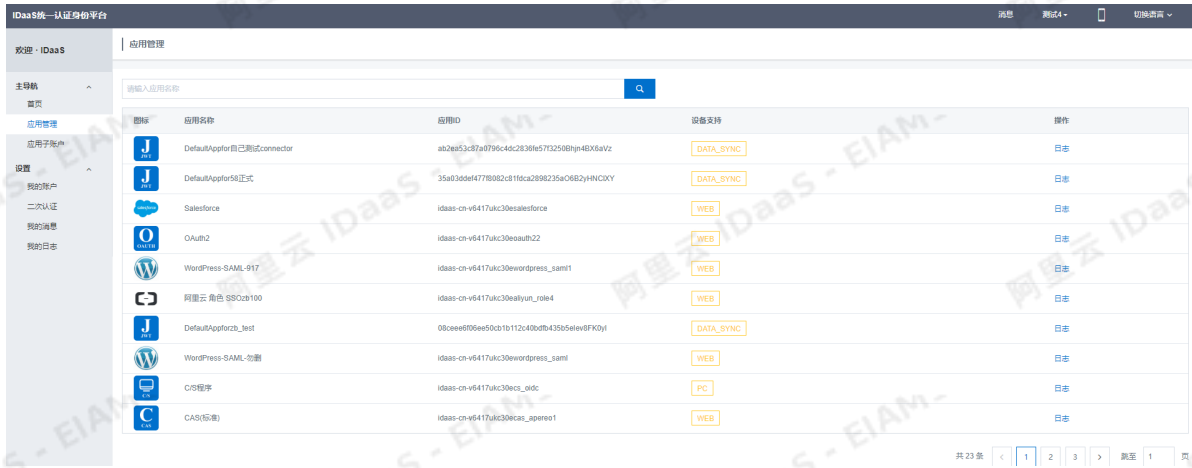 IDaaS统一认证身份平台 消息 测试4 切换语言
欢迎 · IDaaS
应用管理
主导航
首页
应用管理
应用子账户
设置
我的账户
二次认证
我的消息
我的日志
请输入应用名称
图标 应用名称 应用ID 设备支持 操作
J JWT DefaultAppfor自己测试connector ab2ea53c87a0796c4dc2836fe57f3250Bhjn4BX6aVz DATA_SYNC 日志
J JWT DefaultAppfor58正式 35a03ddef477f8082c81fdca2898235aO6B2yHNCIXY DATA_SYNC 日志
salesforce Salesforce idaas-cn-v6417ukc30esalesforce WEB 日志
O OAUTH OAuth2 idaas-cn-v6417ukc30eoauth22 WEB 日志
WordPress-SAML-917 idaas-cn-v6417ukc30ewordpress_saml1 WEB 日志
阿里云 角色 SSOzb100 idaas-cn-v6417ukc30ealiyun_role4 WEB 日志
J JWT DefaultAppforzb_test 08ceee6f06ee50cb1b112c40bdfb435b5elev8FK0yI DATA_SYNC 日志
WordPress-SAML-勿删 idaas-cn-v6417ukc30ewordpress_saml WEB 日志
C/S C/S程序 idaas-cn-v6417ukc30ecs_oidc PC 日志
C CAS CAS(标准) idaas-cn-v6417ukc30ecas_apereo1 WEB 日志
共 23 条 < 1 2 3 > 跳至 1 页
阿里云 IDaaS - EIAM